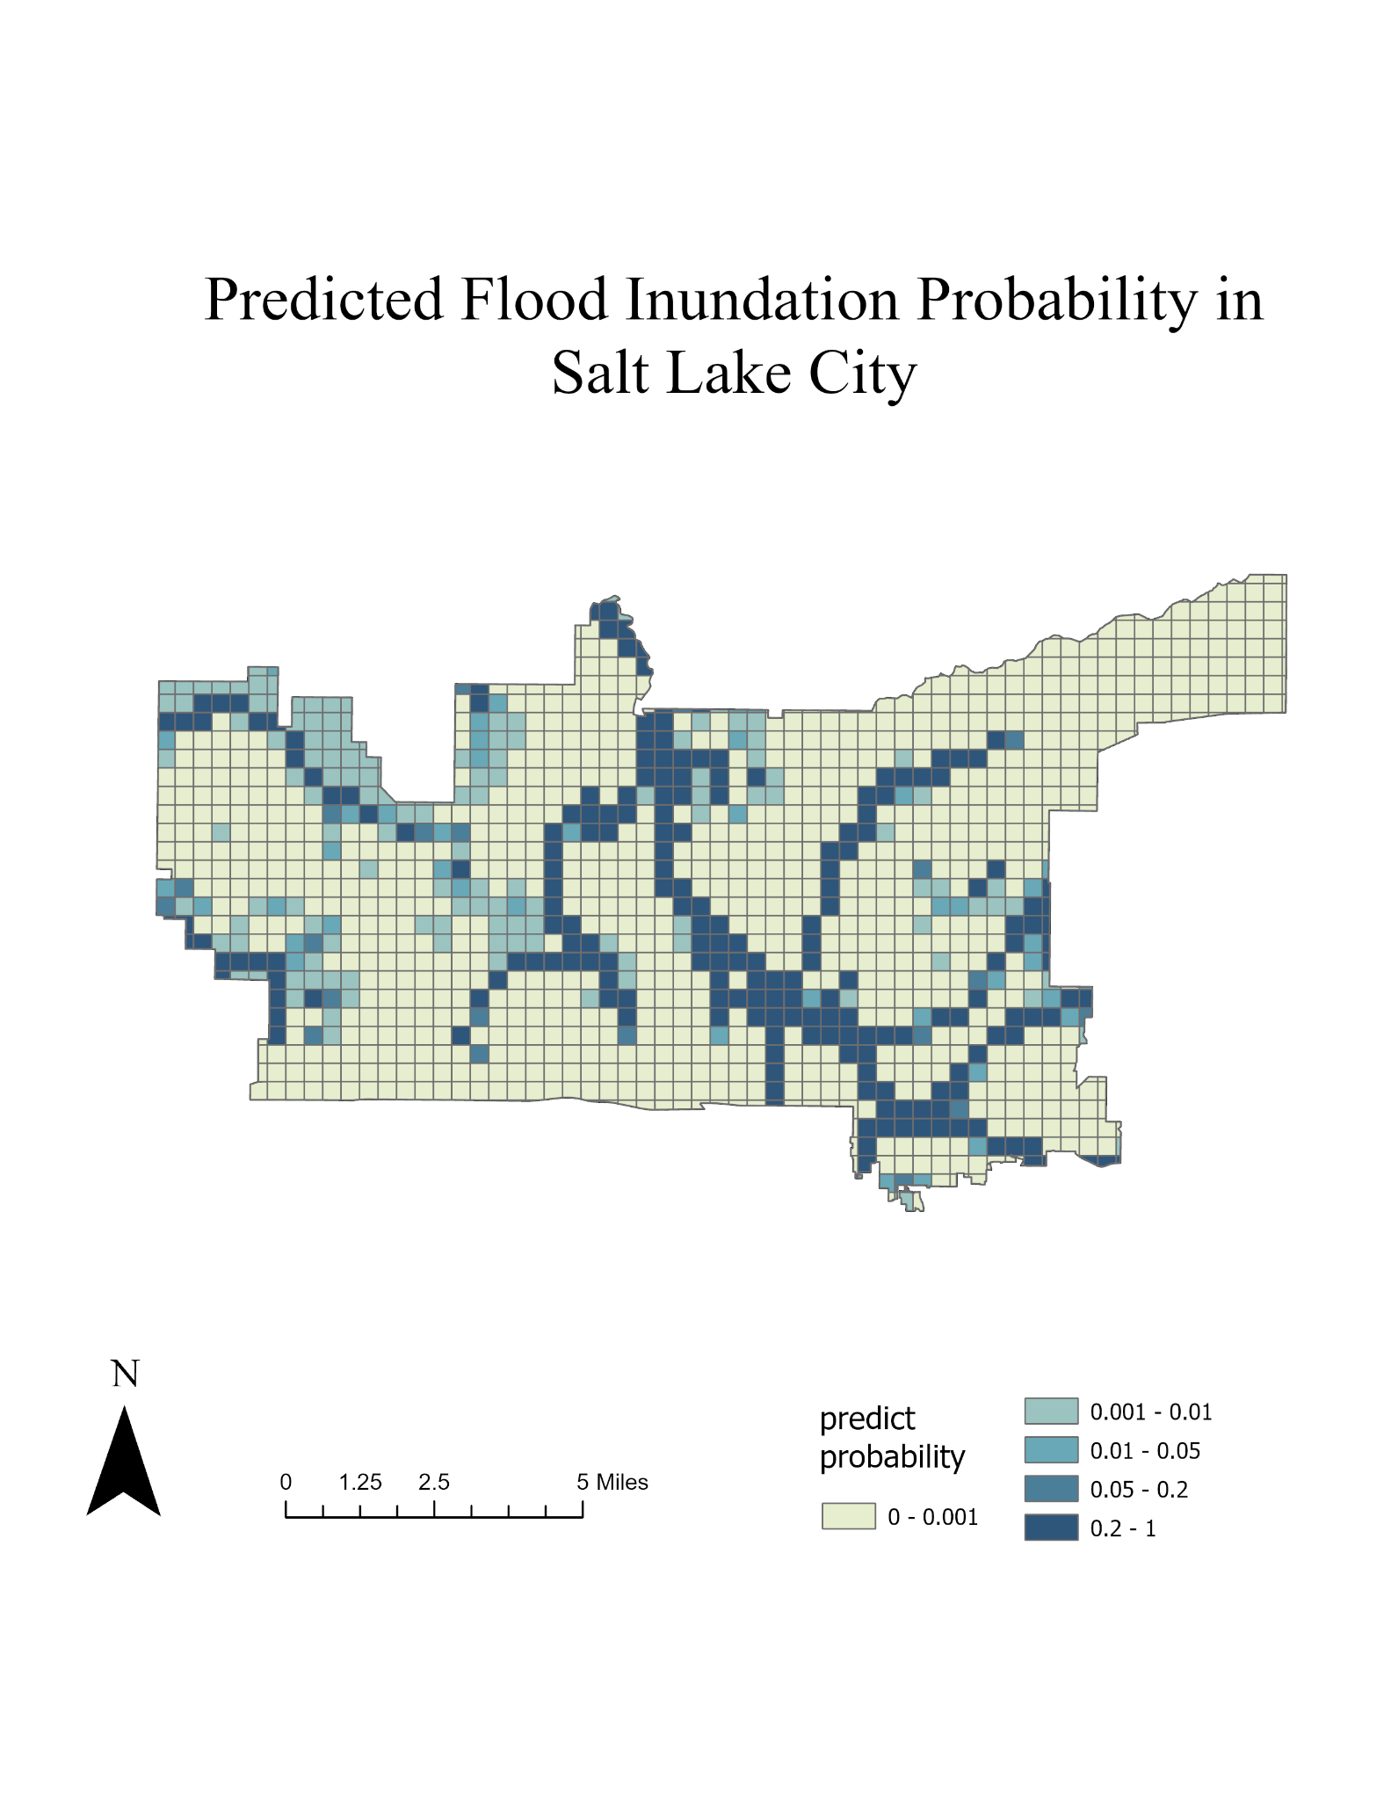 Predicted Flood Inundation Probability in
Salt Lake City
N
0 1.25 2.5 5 Miles
predict
probability
0 - 0.001
0.001 - 0.01
0.01 - 0.05
0.05 - 0.2
0.2 - 1